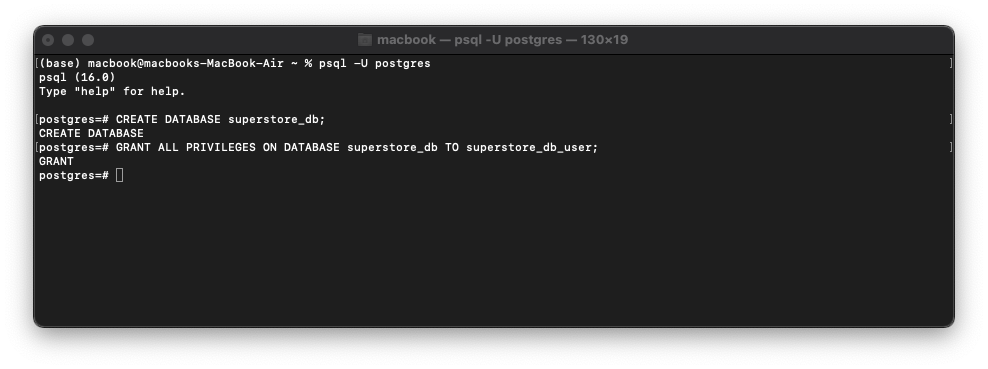 macbook — psql -U postgres — 130×19
[(base) macbook@macbooks-MacBook-Air ~ % psql -U postgres ]
psql (16.0)
Type "help" for help.
[postgres=# CREATE DATABASE superstore_db; ]
CREATE DATABASE
[postgres=# GRANT ALL PRIVILEGES ON DATABASE superstore_db TO superstore_db_user; ]
GRANT
postgres=#